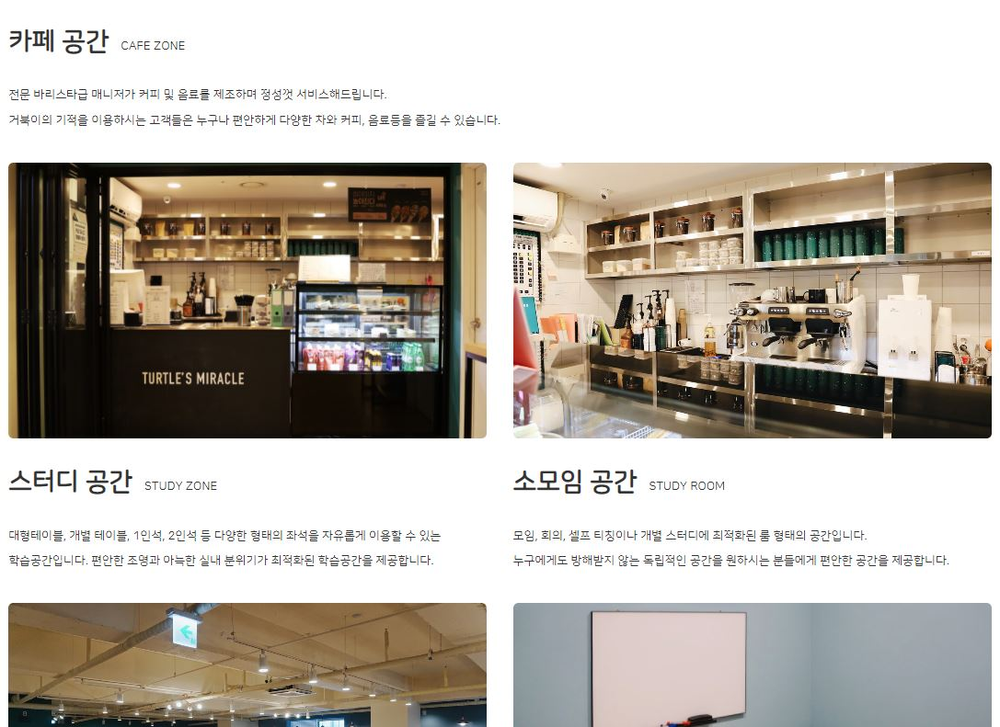 카페 공간 CAFE ZONE
전문 바리스타급 매니저가 커피 및 음료를 제조하며 정성껏 서비스해드립니다.
거북이의 기적을 이용하시는 고객들은 누구나 편안하게 다양한 차와 커피, 음료등을 즐길 수 있습니다.
TURTLE'S MIRACLE
스터디 공간 STUDY ZONE
대형테이블, 개별 테이블, 1인석, 2인석 등 다양한 형태의 좌석을 자유롭게 이용할 수 있는
학습공간입니다. 편안한 조명과 아늑한 실내 분위기가 최적화된 학습공간을 제공합니다.
소모임 공간 STUDY ROOM
모임, 회의, 셀프 티칭이나 개별 스터디에 최적화된 룸 형태의 공간입니다.
누구에게도 방해받지 않는 독립적인 공간을 원하시는 분들에게 편안한 공간을 제공합니다.